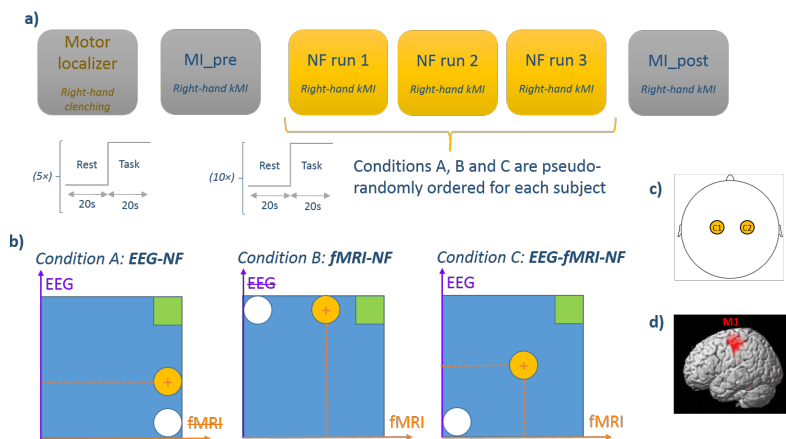 a)
Motor
localizer
Right-hand
clenching
MI_pre
Right-hand kMI
NF run 1
Right-hand kMI
NF run 2
Right-hand kMI
NF run 3
Right-hand kMI
MI_post
Right-hand kMI
(5×)
Rest
Task
20s
20s
(10×)
Rest
Task
20s
20s
Conditions A, B and C are pseudo-
randomly ordered for each subject
b)
Condition A: EEG-NF
EEG
fMRI
Condition B: fMRI-NF
EEG
fMRI
Condition C: EEG-fMRI-NF
EEG
fMRI
c)
C1
C2
d)
M1